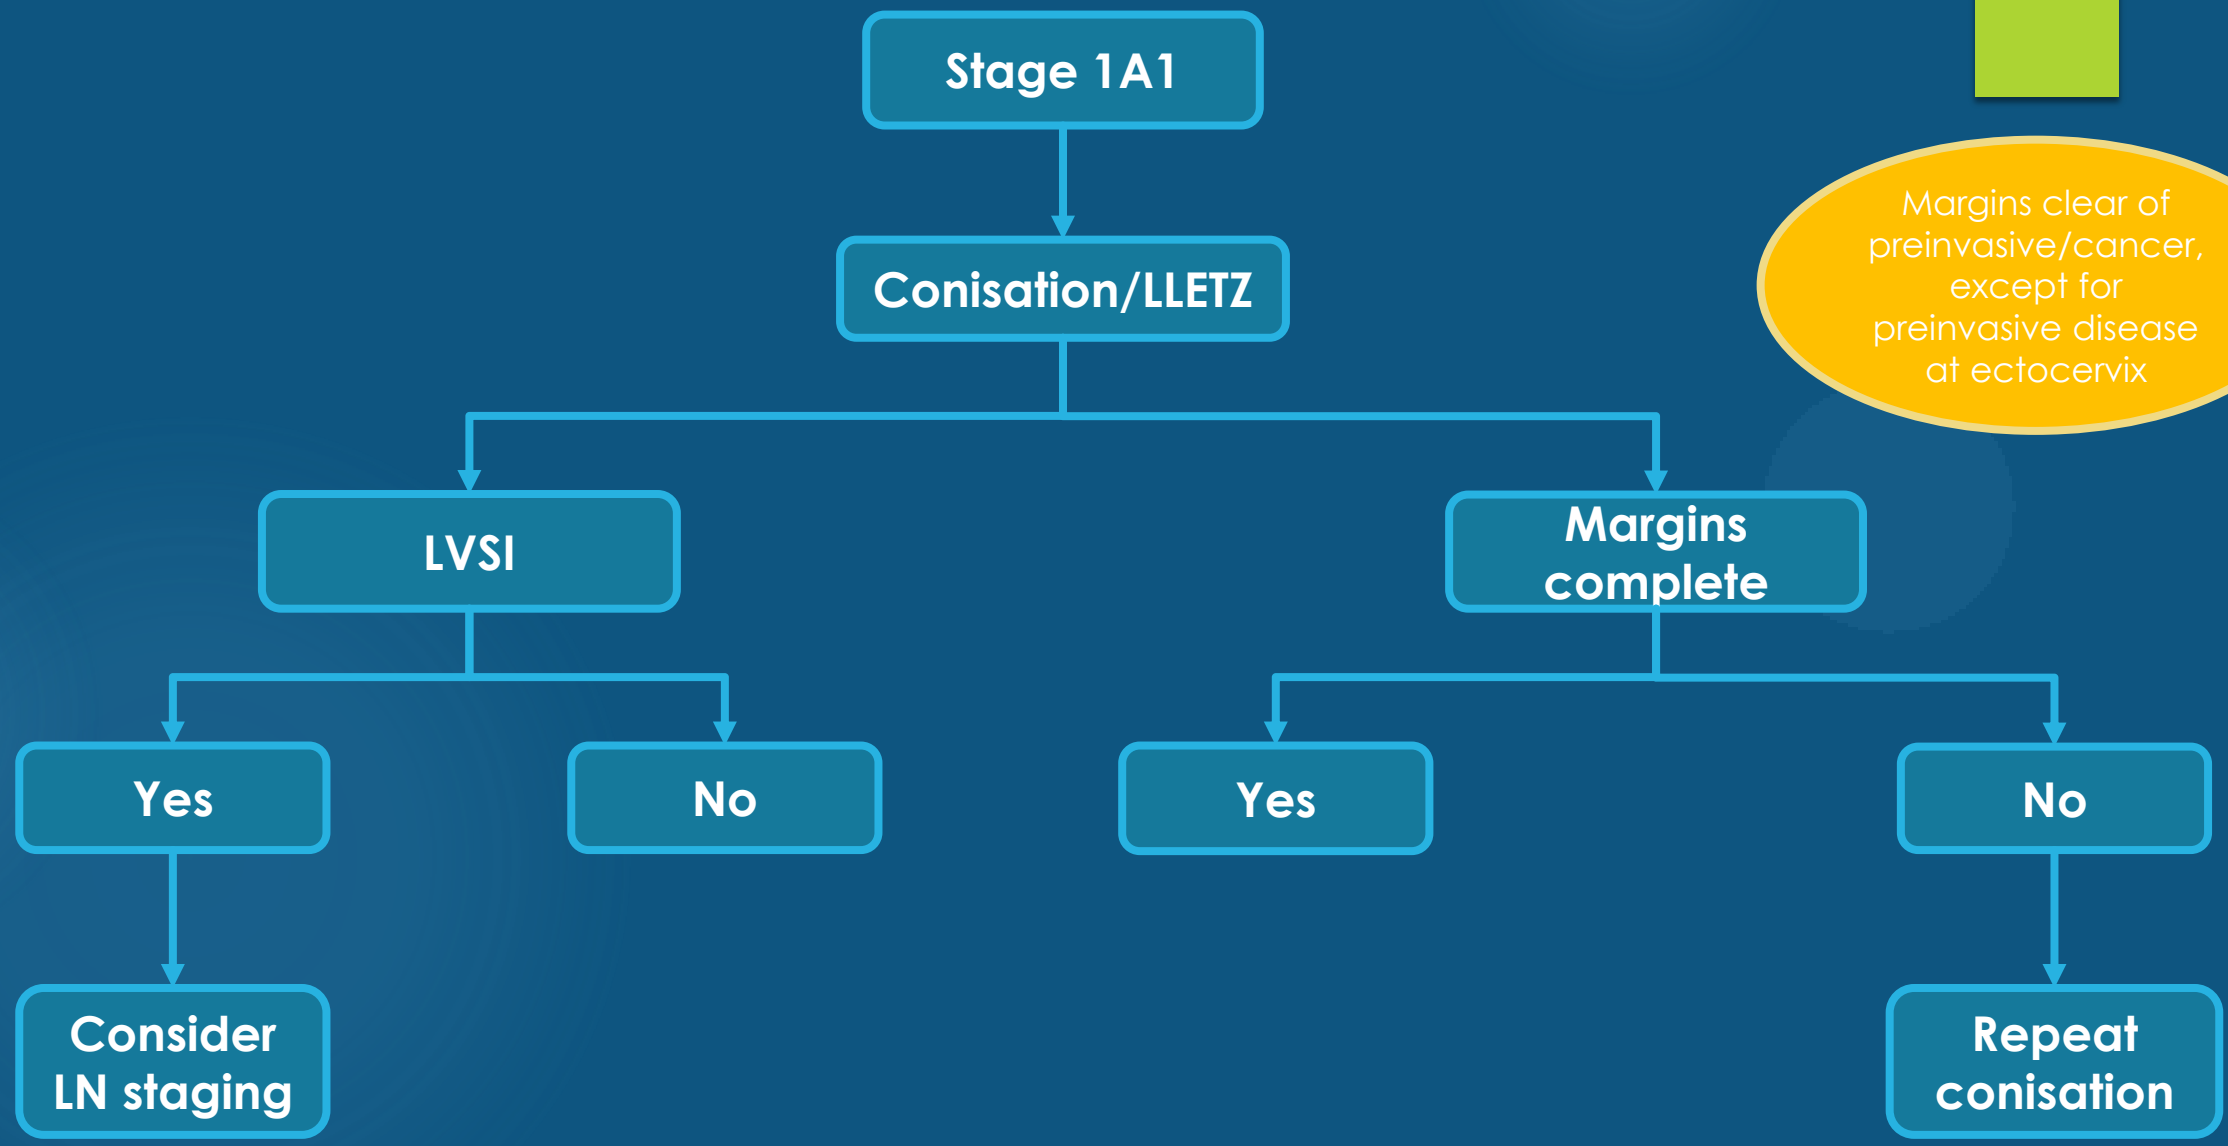 Stage 1A1
Conisation/LLETZ
Margins clear of
preinvasive/cancer,
except for
preinvasive disease
at ectocervix
LVSI
Margins
complete
Yes
No
Yes
No
Consider
LN staging
Repeat
conisation